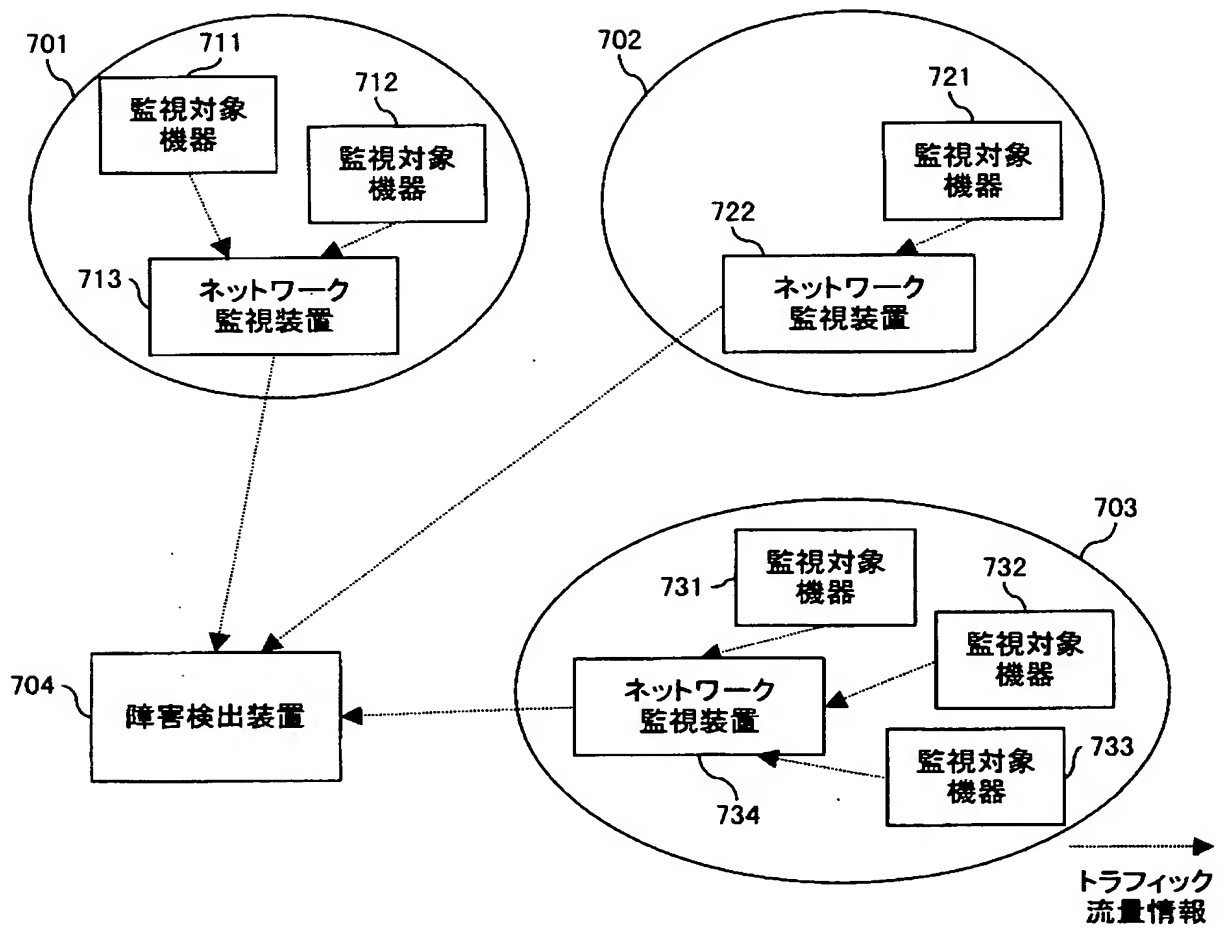 701
711
監視対象
機器
712
監視対象
機器
713
ネットワーク
監視装置
702
721
監視対象
機器
722
ネットワーク
監視装置
703
731
監視対象
機器
732
監視対象
機器
ネットワーク
監視装置
734
733
監視対象
機器
704
障害検出装置
トラフィック
流量情報